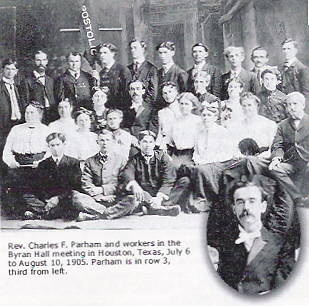 POSTOLIC
Rev. Charles F. Parham and workers in the
Byran Hall meeting in Houston, Texas, July 6
to August 10, 1905. Parham is in row 3,
third from left.